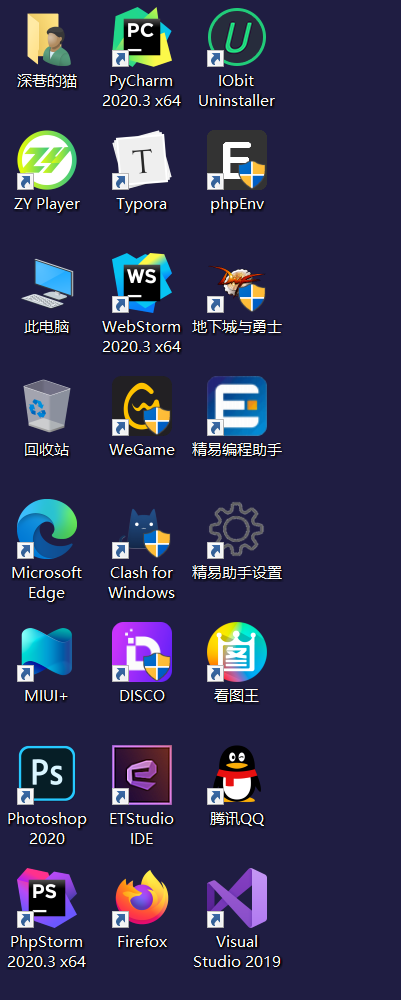 深巷的猫
PC
PyCharm
2020.3 x64
U
IObit
Uninstaller
ZY
ZY Player
T
Typora
E
phpEnv
此电脑
WS
WebStorm
2020.3 x64
地下城与勇士
回收站
WeGame
E
精易编程助手
Microsoft
Edge
Clash for
Windows
精易助手设置
MIUI+
D
DISCO
图
看图王
Ps
Photoshop
2020
ETStudio
IDE
腾讯QQ
PS
PhpStorm
2020.3 x64
Firefox
Visual
Studio 2019